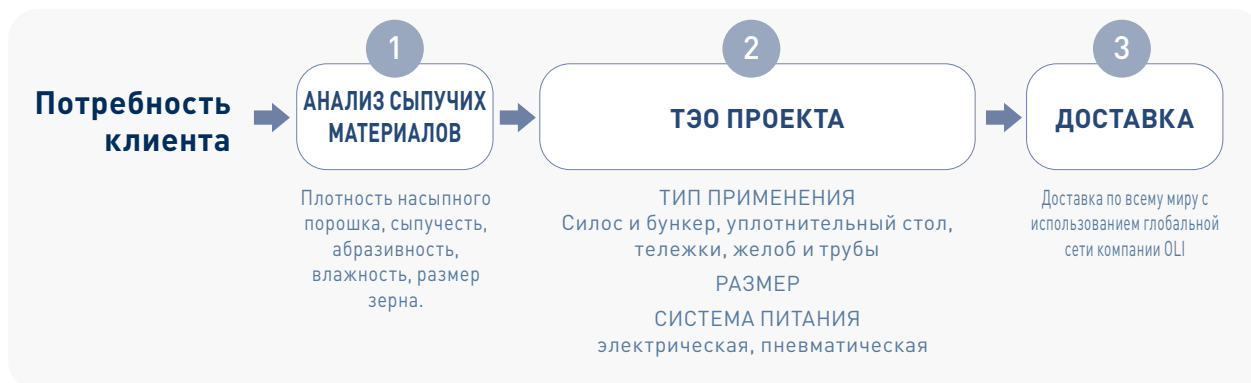 Потребность
клиента
1
АНАЛИЗ СЫПУЧИХ
МАТЕРИАЛОВ
Плотность насыпного
порошка, сыпучесть,
абразивность,
влажность, размер
зерна.
2
ТЭО ПРОЕКТА
ТИП ПРИМЕНЕНИЯ
Силос и бункер, уплотнительный стол,
тележки, желоб и трубы
РАЗМЕР
СИСТЕМА ПИТАНИЯ
электрическая, пневматическая
3
ДОСТАВКА
Доставка по всему миру с
использованием глобальной
сети компании OLI